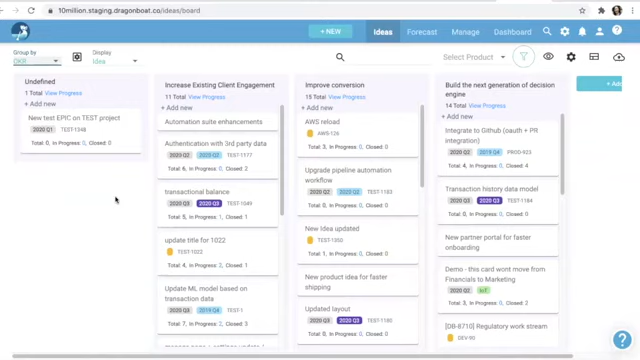 10million.staging.dragonboat.co/ideas/board
+ NEW
Ideas
Forecast
Manage
Dashboard
Group by
OKR
Display
Idea
Select Product
Undefined
1 Total View Progress
+ Add new
New test EPIC on TEST project
2020 Q1 TEST-1348
Total: 0, In Progress: 0, Closed: 0
Increase Existing Client Engagement
11 Total View Progress
+ Add new
Automation suite enhancements
Authentication with 3rd party data
2020 Q2 2020 Q2 TEST-1177
Total: 6, In Progress: 0, Closed: 2
transactional balance
2020 Q3 2020 Q3 TEST-1049
Total: 5, In Progress: 1, Closed: 1
update title for 1022
TEST-1022
Total: 4, In Progress: 3, Closed: 1
Update ML model based on
transaction data
2020 Q4 2019 Q4 TEST-1
Total: 7, In Progress: 2, Closed: 3
Improve conversion
15 Total View Progress
+ Add new
AWS reload
AWS-126
Total: 3, In Progress: 0, Closed: 0
Upgrade pipeline automation
workflow
2020 Q2 2020 Q2 TEST-1183
Total: 0, In Progress: 0, Closed: 0
New Idea updated
TEST-1350
Total: 1, In Progress: 0, Closed: 0
New product idea for faster
shipping
Updated layout
2020 Q3 2020 Q3 TEST-1180
Total: 0, In Progress: 0, Closed: 0
Build the next generation of decision
engine
14 Total View Progress
+ Add new
Integrate to Github (oauth + PR
integration)
2020 Q2 2019 Q4 PROD-923
Total: 4, In Progress: 0, Closed: 4
Transaction history data model
2020 Q3 2020 Q3 TEST-1184
Total: 0, In Progress: 0, Closed: 0
New partner portal for faster
onboarding
Demo - this card wont move from
Financials to Marketing
2020 Q2 IoT
Total: 3, In Progress: 0, Closed: 2
[DB-8710] Regulatory work stream
DEV-90
+ Add
?